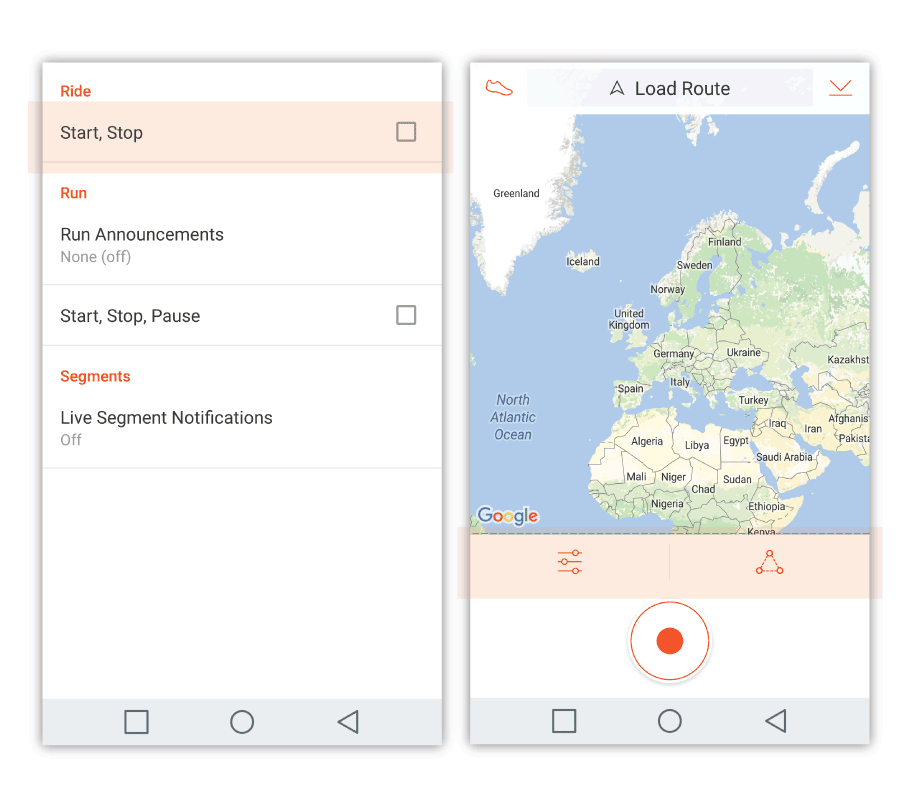 Ride
Start, Stop
Run
Run Announcements
None (off)
Start, Stop, Pause
Segments
Live Segment Notifications
Off
Load Route
Greenland
Iceland
Finland
Sweden
Norway
United
Kingdom
Germany
Ukraine
Kazakhst
Spain
Italy
Turkey
North
Atlantic
Ocean
Iraq
Iran
Afghanis
Pakista
Algeria
Libya
Egypt
Saudi Arabia
Mali
Niger
Chad
Sudan
Nigeria
Ethiopia
Google
Kenya